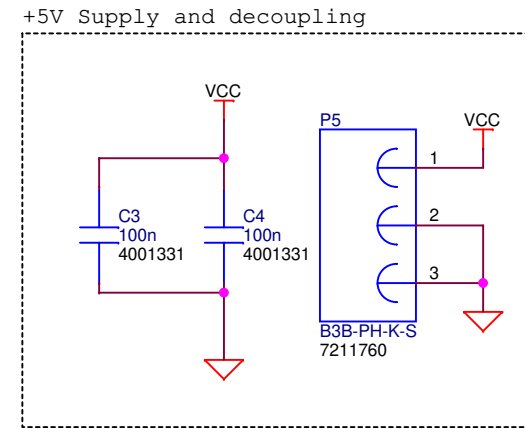 +5V Supply and decoupling
VCC
P5
VCC
1
C3
100n
4001331
C4
100n
4001331
2
3
B3B-PH-K-S
7211760